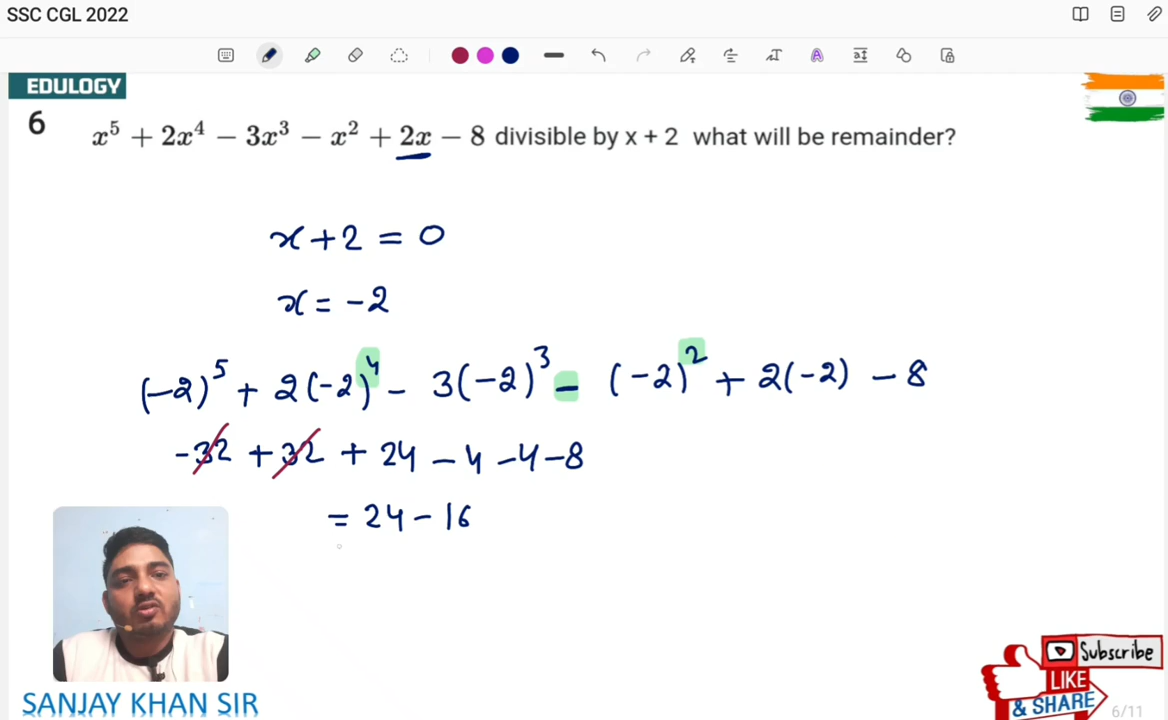 SSC CGL 2022
EDULOGY
6 x⁵ + 2x⁴ − 3x³ − x² + 2x − 8 divisible by x + 2 what will be remainder?
x + 2 = 0
x = -2
(-2)⁵ + 2(-2)⁴ - 3(-2)³ - (-2)² + 2(-2) - 8
-32 + 32 + 24 - 4 - 4 - 8
= 24 - 16
Subscribe
LIKE
& SHARE
SANJAY KHAN SIR
6/11